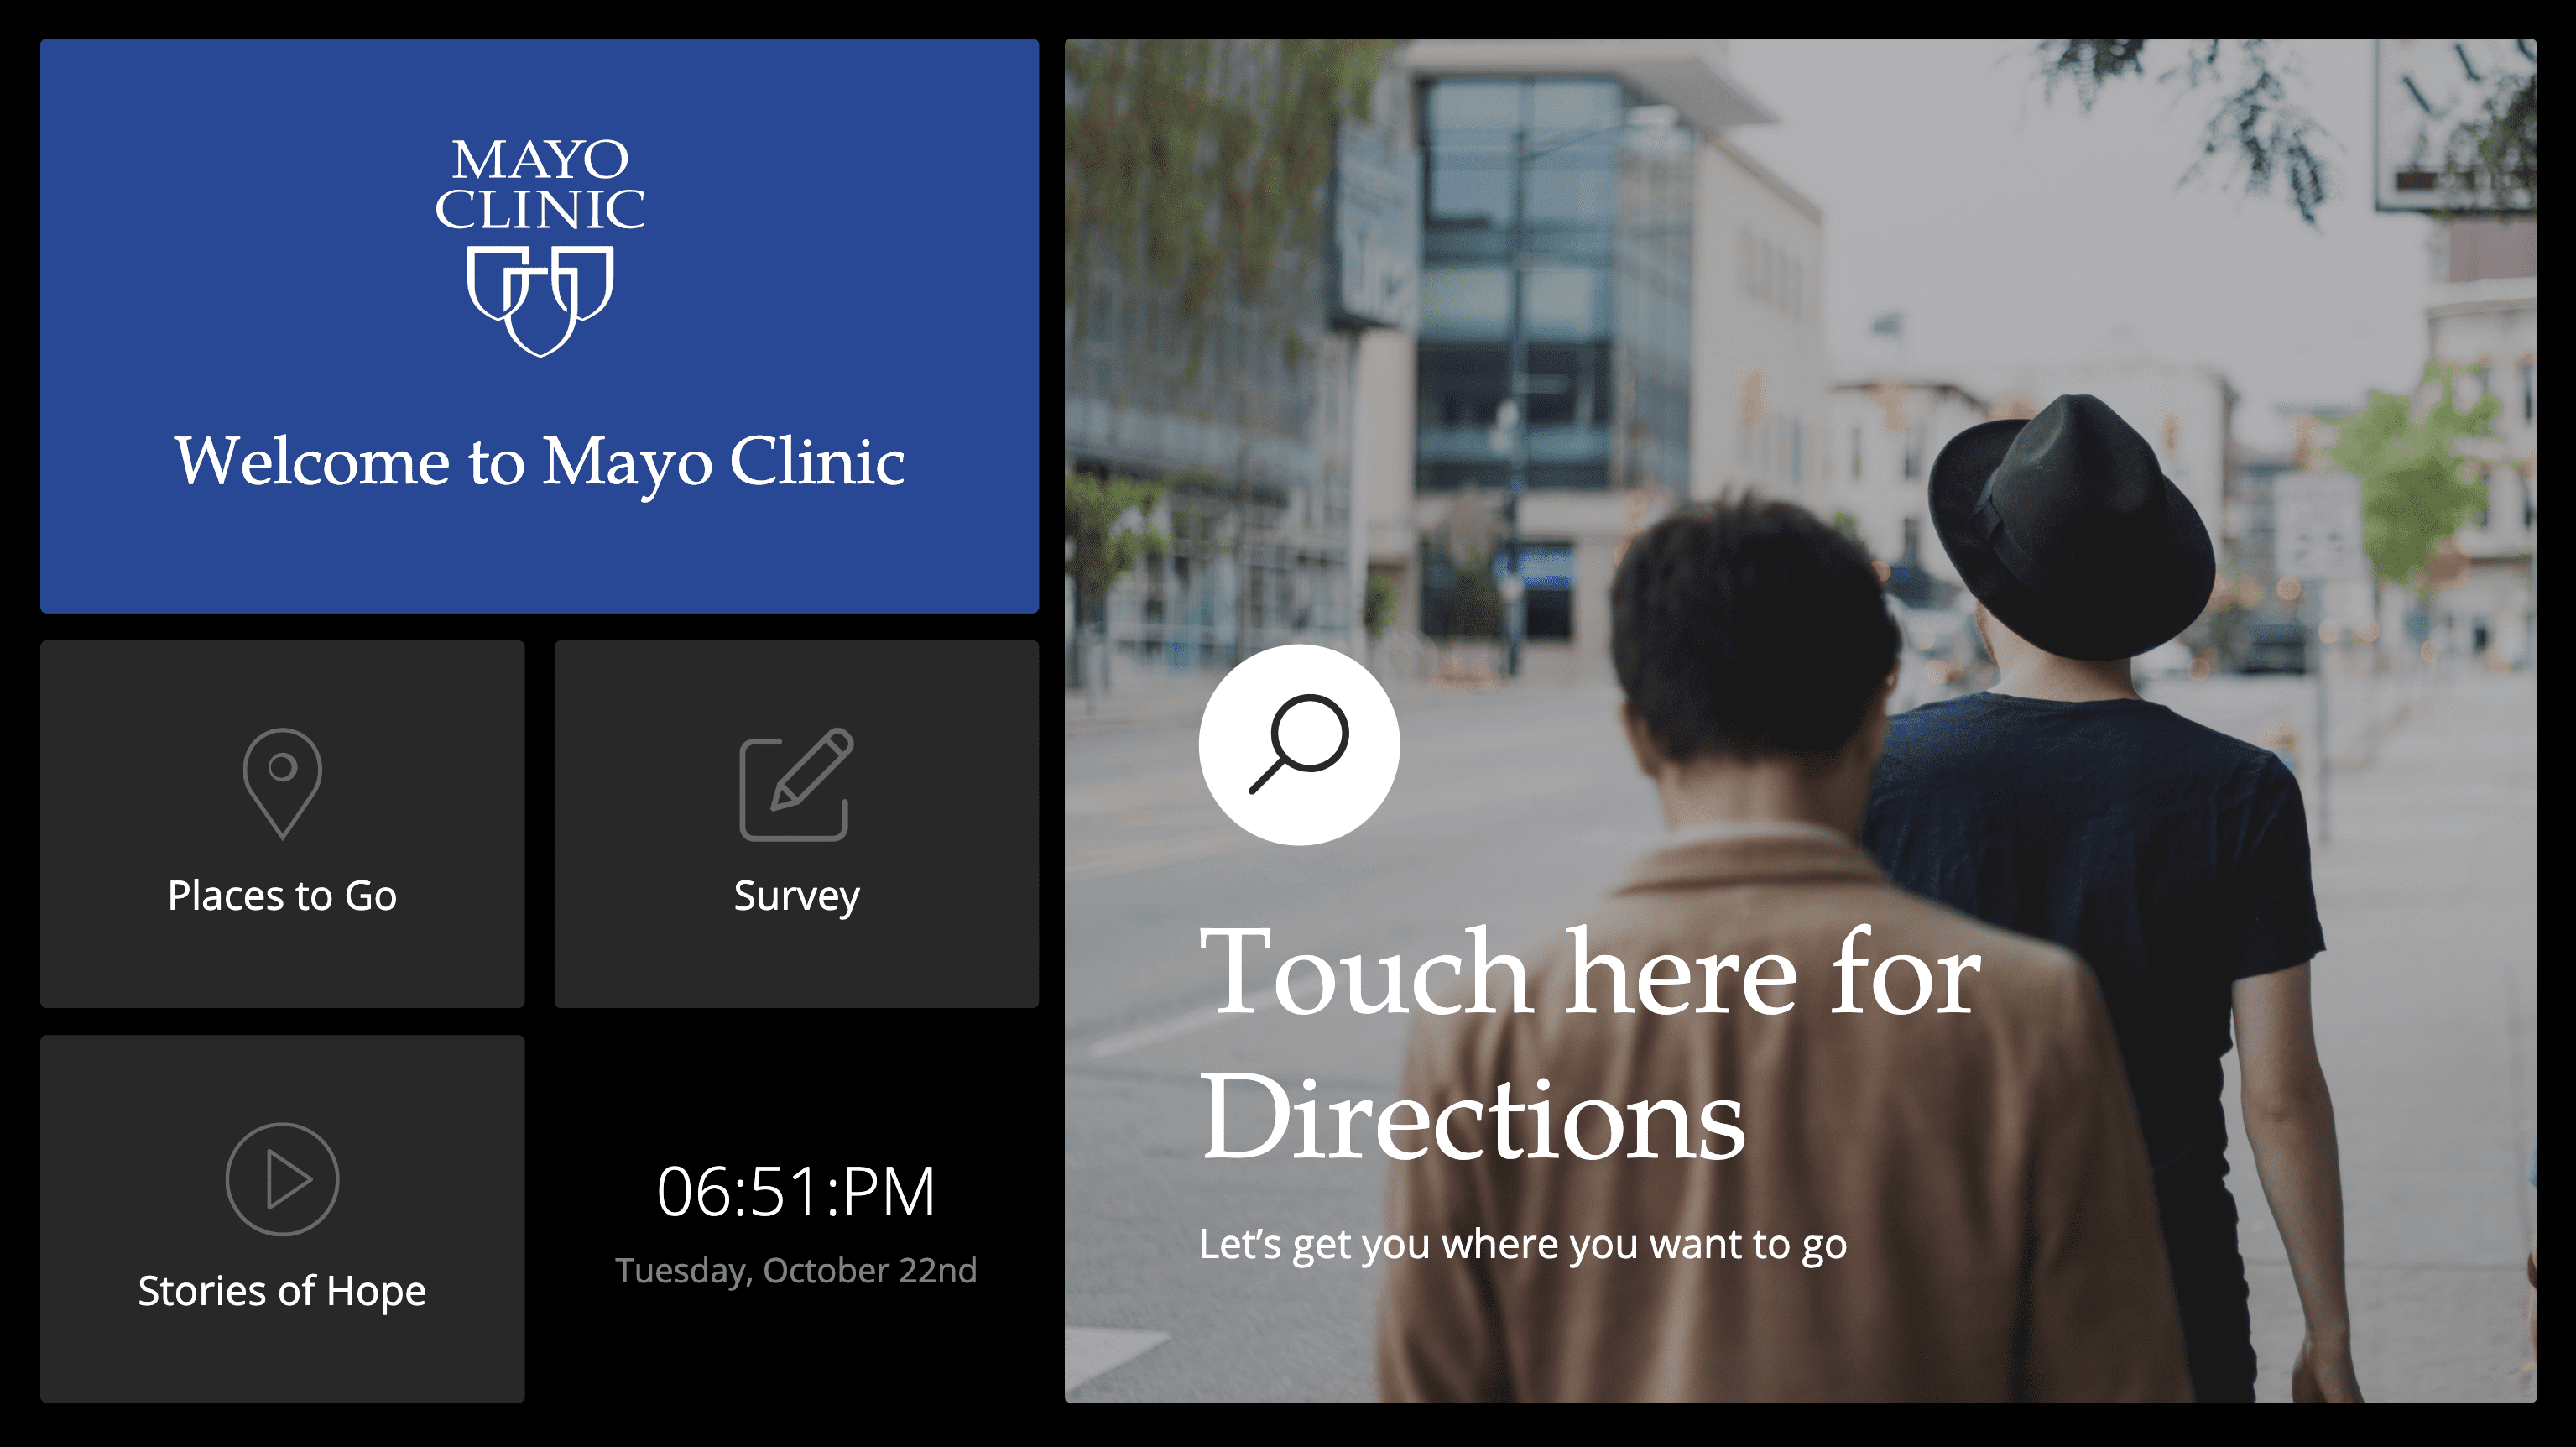 MAYO
CLINIC
Welcome to Mayo Clinic
Places to Go
Survey
Stories of Hope
06:51:PM
Tuesday, October 22nd
Touch here for
Directions
Let’s get you where you want to go